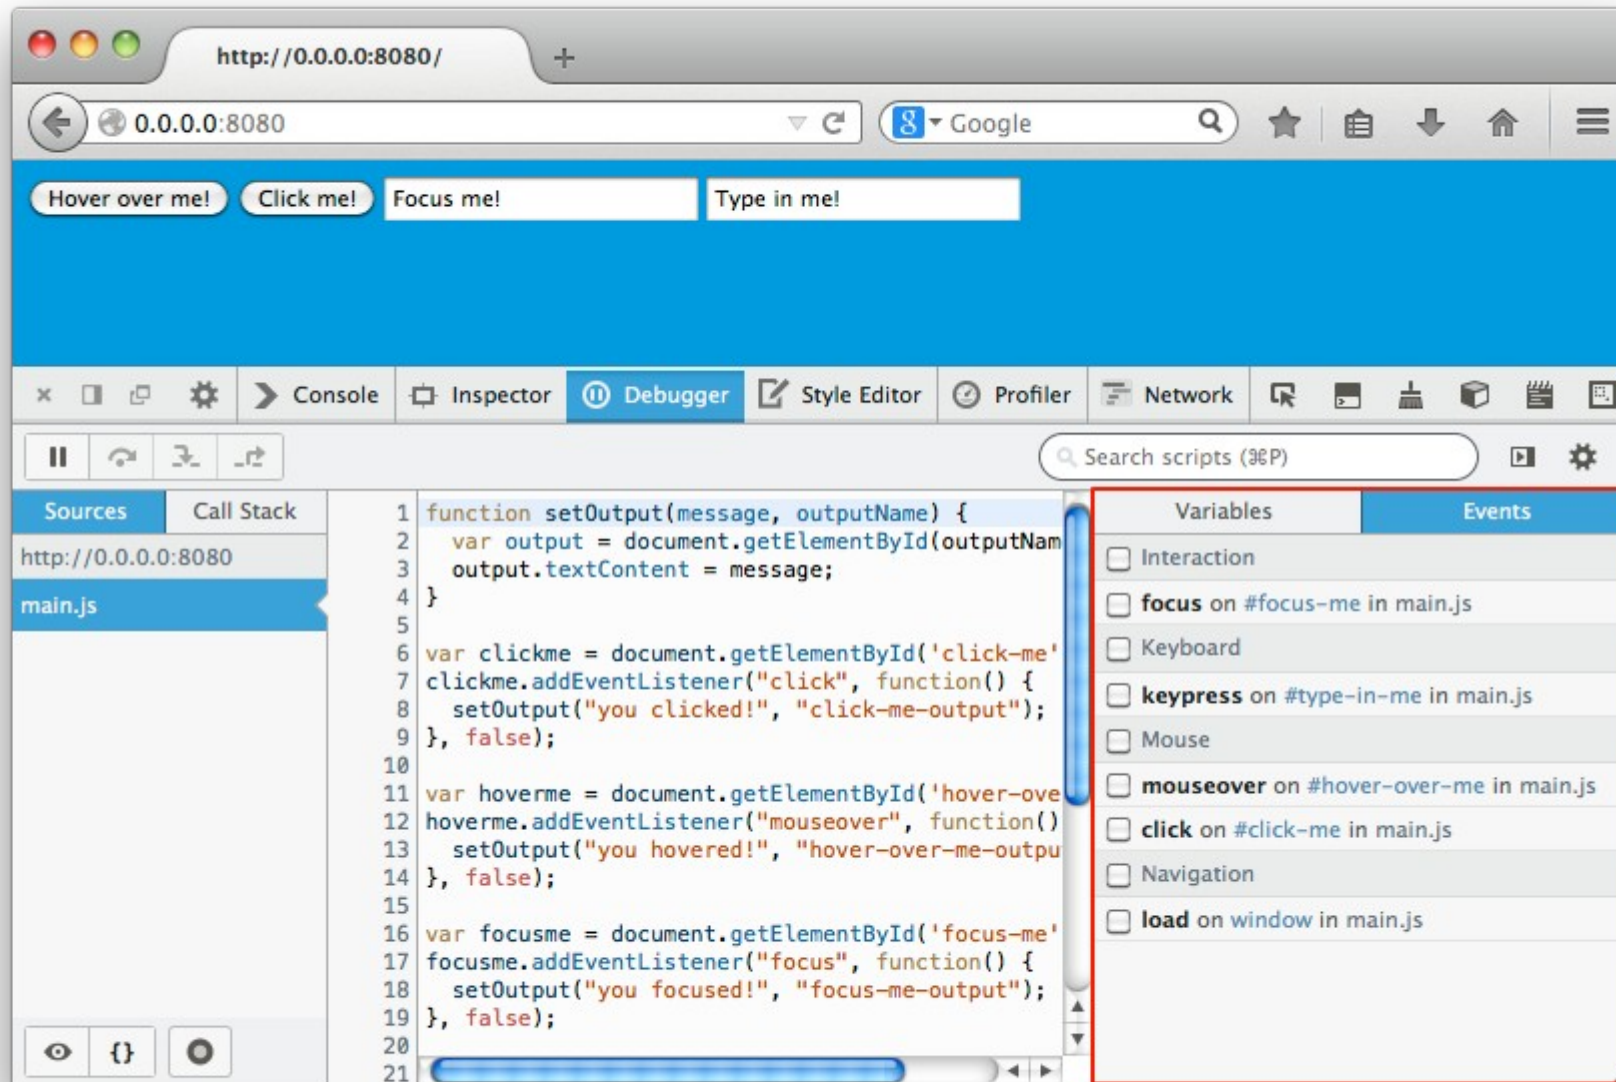 http://0.0.0.0:8080/
0.0.0.0:8080
Google
Hover over me! Click me! Focus me! Type in me!
Console Inspector Debugger Style Editor Profiler Network
Search scripts (⌘P)
Sources Call Stack
http://0.0.0.0:8080
main.js
1 function setOutput(message, outputName) {
2 var output = document.getElementById(outputNam
3 output.textContent = message;
4 }
5
6 var clickme = document.getElementById('click-me'
7 clickme.addEventListener("click", function() {
8 setOutput("you clicked!", "click-me-output");
9 }, false);
10
11 var hoverme = document.getElementById('hover-ove
12 hoverme.addEventListener("mouseover", function()
13 setOutput("you hovered!", "hover-over-me-outpu
14 }, false);
15
16 var focusme = document.getElementById('focus-me'
17 focusme.addEventListener("focus", function() {
18 setOutput("you focused!", "focus-me-output");
19 }, false);
20
21
Variables Events
Interaction
focus on #focus-me in main.js
Keyboard
keypress on #type-in-me in main.js
Mouse
mouseover on #hover-over-me in main.js
click on #click-me in main.js
Navigation
load on window in main.js
{}